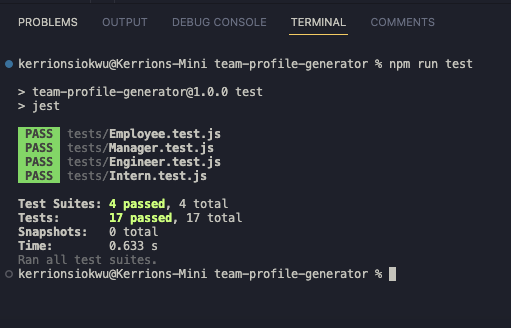 PROBLEMS OUTPUT DEBUG CONSOLE TERMINAL COMMENTS
kerrionsiokwu@Kerrions-Mini team-profile-generator % npm run test
> team-profile-generator@1.0.0 test
> jest
PASS tests/Employee.test.js
PASS tests/Manager.test.js
PASS tests/Engineer.test.js
PASS tests/Intern.test.js
Test Suites: 4 passed, 4 total
Tests: 17 passed, 17 total
Snapshots: 0 total
Time: 0.633 s
Ran all test suites.
kerrionsiokwu@Kerrions-Mini team-profile-generator %